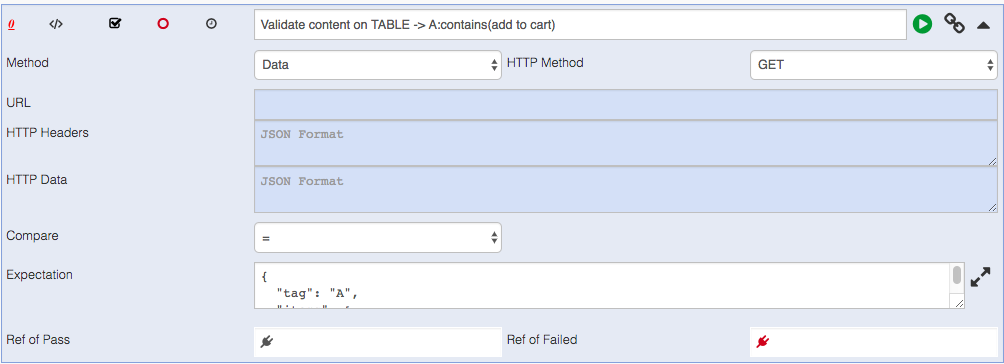 0 </> Validate content on TABLE -> A:contains(add to cart)
Method Data HTTP Method GET
URL
HTTP Headers JSON Format
HTTP Data JSON Format
Compare =
Expectation {
"tag": "A",
Ref of Pass Ref of Failed